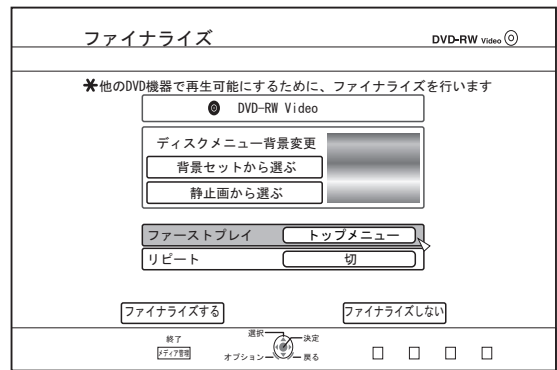 ファイナライズ
DVD-RW Video
*他のDVD機器で再生可能にするために、ファイナライズを行います
DVD-RW Video
ディスクメニュー背景変更
背景セットから選ぶ
静止画から選ぶ
ファーストプレイ トップメニュー
リピート 切
ファイナライズする ファイナライズしない
終了
メディア管理
選択
決定
オプション
戻る